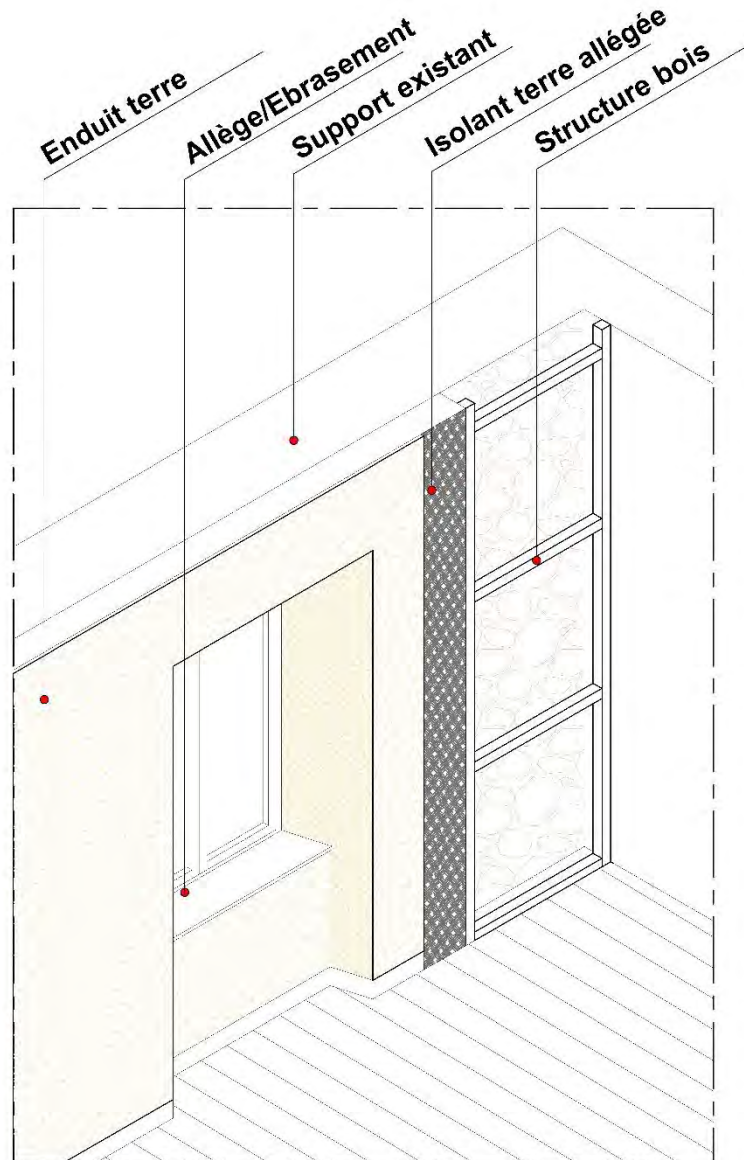 Enduit terre
Allège/Ebrasement
Support existant
Isolant terre allégée
Structure bois